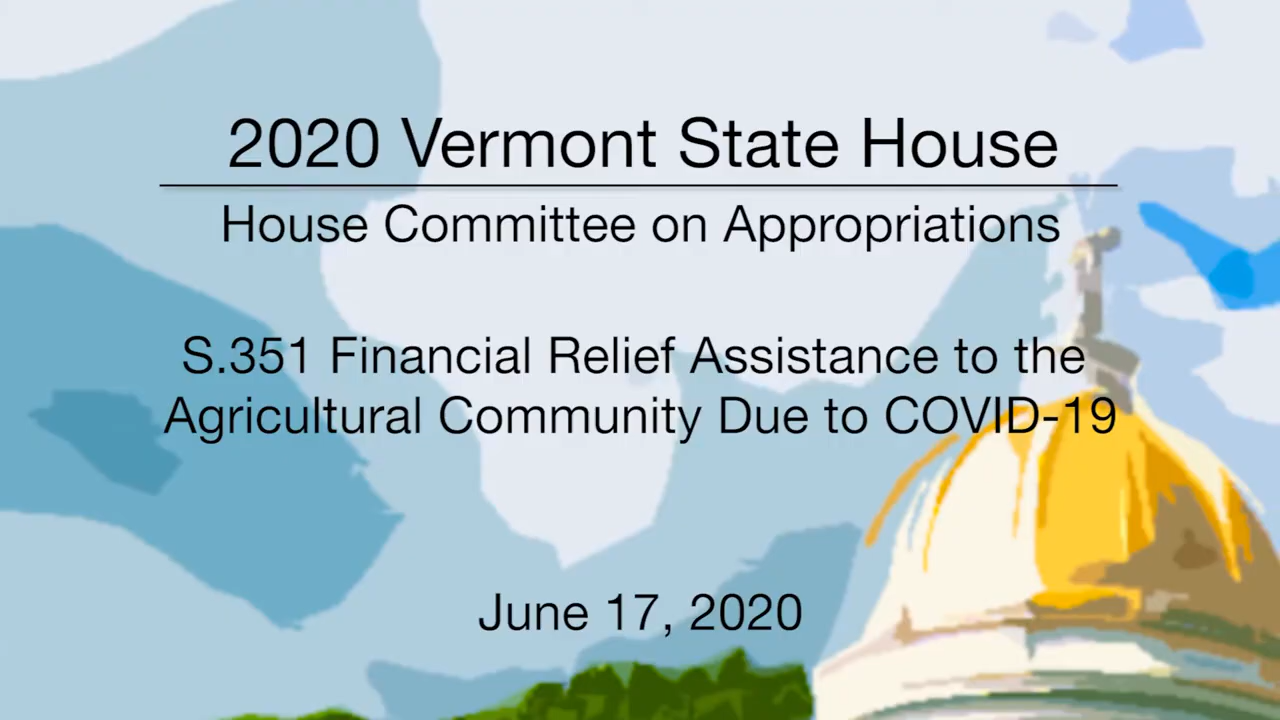 2020 Vermont State House
House Committee on Appropriations
S.351 Financial Relief Assistance to the
Agricultural Community Due to COVID-19
June 17, 2020